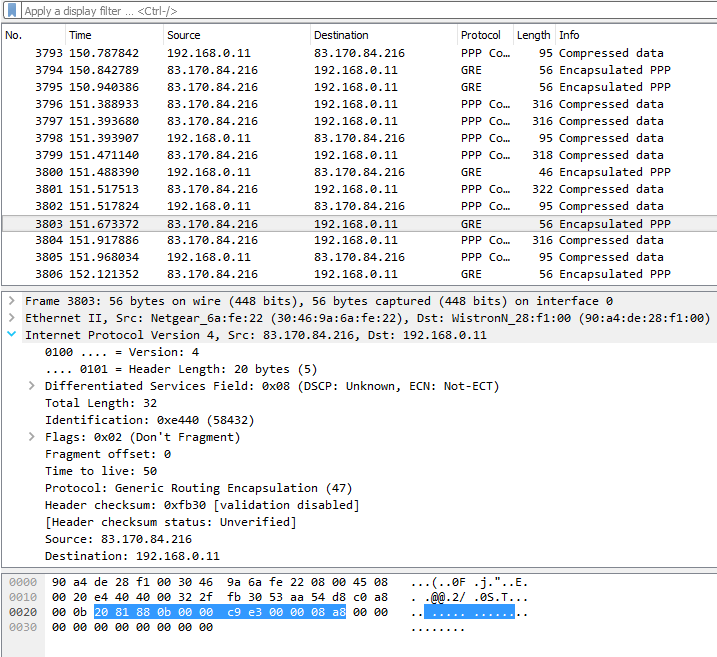 Apply a display filter ... <Ctrl-/>
No. Time Source Destination Protocol Length Info
3793 150.787842 192.168.0.11 83.170.84.216 PPP Co… 95 Compressed data
3794 150.842789 83.170.84.216 192.168.0.11 GRE 56 Encapsulated PPP
3795 150.940386 83.170.84.216 192.168.0.11 GRE 56 Encapsulated PPP
3796 151.388933 83.170.84.216 192.168.0.11 PPP Co… 316 Compressed data
3797 151.393680 83.170.84.216 192.168.0.11 PPP Co… 316 Compressed data
3798 151.393907 192.168.0.11 83.170.84.216 PPP Co… 95 Compressed data
3799 151.471140 83.170.84.216 192.168.0.11 PPP Co… 318 Compressed data
3800 151.488390 192.168.0.11 83.170.84.216 GRE 46 Encapsulated PPP
3801 151.517513 83.170.84.216 192.168.0.11 PPP Co… 322 Compressed data
3802 151.517824 192.168.0.11 83.170.84.216 PPP Co… 95 Compressed data
3803 151.673372 83.170.84.216 192.168.0.11 GRE 56 Encapsulated PPP
3804 151.917886 83.170.84.216 192.168.0.11 PPP Co… 316 Compressed data
3805 151.968034 192.168.0.11 83.170.84.216 PPP Co… 95 Compressed data
3806 152.121352 83.170.84.216 192.168.0.11 GRE 56 Encapsulated PPP
Frame 3803: 56 bytes on wire (448 bits), 56 bytes captured (448 bits) on interface 0
Ethernet II, Src: Netgear_6a:fe:22 (30:46:9a:6a:fe:22), Dst: WistronN_28:f1:00 (90:a4:de:28:f1:00)
Internet Protocol Version 4, Src: 83.170.84.216, Dst: 192.168.0.11
0100 .... = Version: 4
.... 0101 = Header Length: 20 bytes (5)
Differentiated Services Field: 0x08 (DSCP: Unknown, ECN: Not-ECT)
Total Length: 32
Identification: 0xe440 (58432)
Flags: 0x02 (Don't Fragment)
Fragment offset: 0
Time to live: 50
Protocol: Generic Routing Encapsulation (47)
Header checksum: 0xfb30 [validation disabled]
[Header checksum status: Unverified]
Source: 83.170.84.216
Destination: 192.168.0.11
0000 90 a4 de 28 f1 00 30 46 9a 6a fe 22 08 00 45 08 ...(..0F .j."..E.
0010 00 20 e4 40 40 00 32 2f fb 30 53 aa 54 d8 c0 a8 . .@@.2/ .0S.T...
0020 00 0b 20 81 88 0b 00 00 c9 e3 00 00 08 a8 00 00 .. ..... ........
0030 00 00 00 00 00 00 00 00 ........